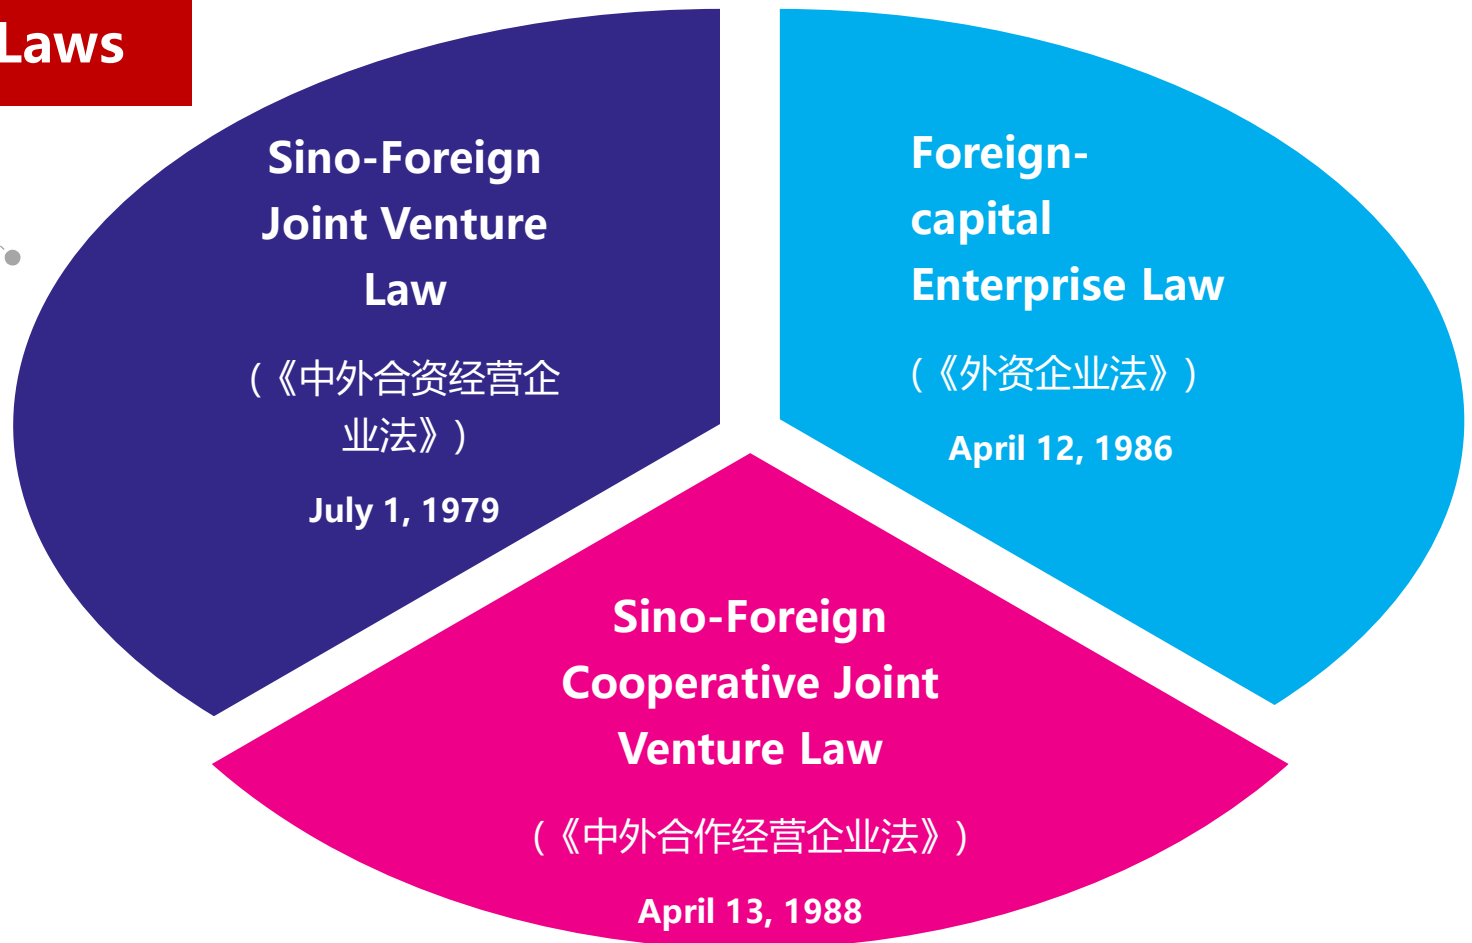 Laws
Sino-Foreign
Joint Venture
Law
(《中外合资经营企
业法》)
July 1, 1979
Foreign-
capital
Enterprise Law
(《外资企业法》)
April 12, 1986
Sino-Foreign
Cooperative Joint
Venture Law
(《中外合作经营企业法》)
April 13, 1988